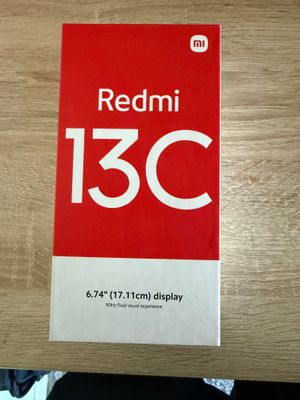 mi
Redmi
13C
6.74" (17.11cm) display
90Hz fluid visual experience